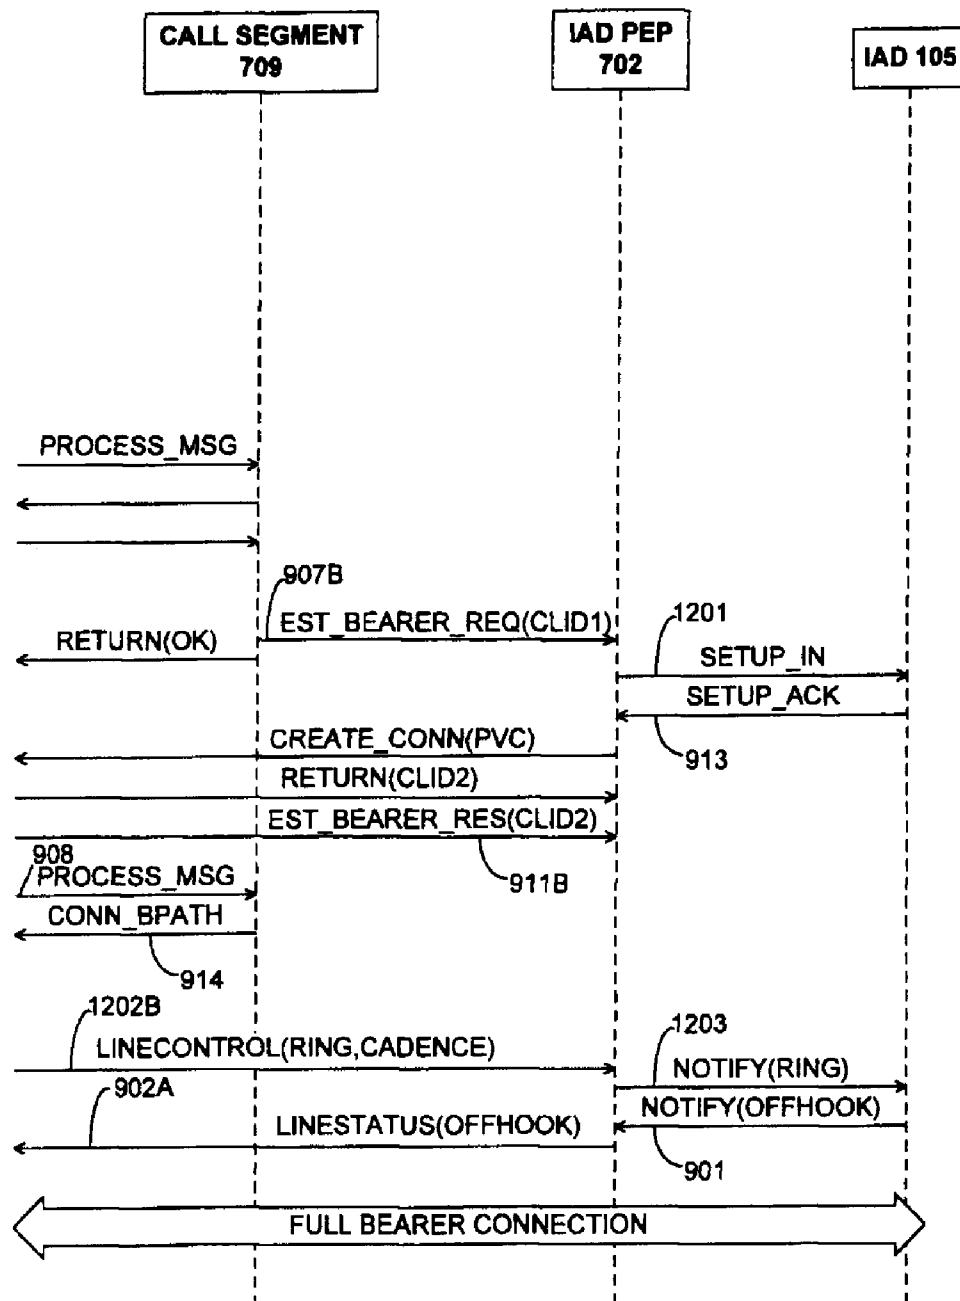 CALL SEGMENT
709
IAD PEP
702
IAD 105
PROCESS_MSG
907B
EST_BEARER_REQ(CLID1)
1201
RETURN(OK)
SETUP_IN
SETUP_ACK
CREATE_CONN(PVC)
913
RETURN(CLID2)
EST_BEARER_RES(CLID2)
908
PROCESS_MSG
911B
CONN_BPATH
914
1202B
1203
LINECONTROL(RING,CADENCE)
NOTIFY(RING)
902A
NOTIFY(OFFHOOK)
LINESTATUS(OFFHOOK)
901
FULL BEARER CONNECTION